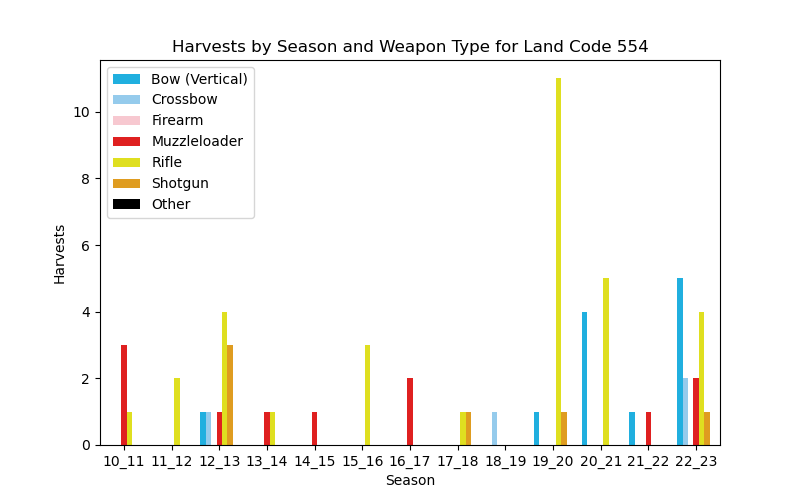 Harvests by Season and Weapon Type for Land Code 554
Bow (Vertical)
Crossbow
Firearm
Muzzleloader
Rifle
Shotgun
Other
10
8
6
4
2
0
Harvests
10_11 11_12 12_13 13_14 14_15 15_16 16_17 17_18 18_19 19_20 20_21 21_22 22_23
Season